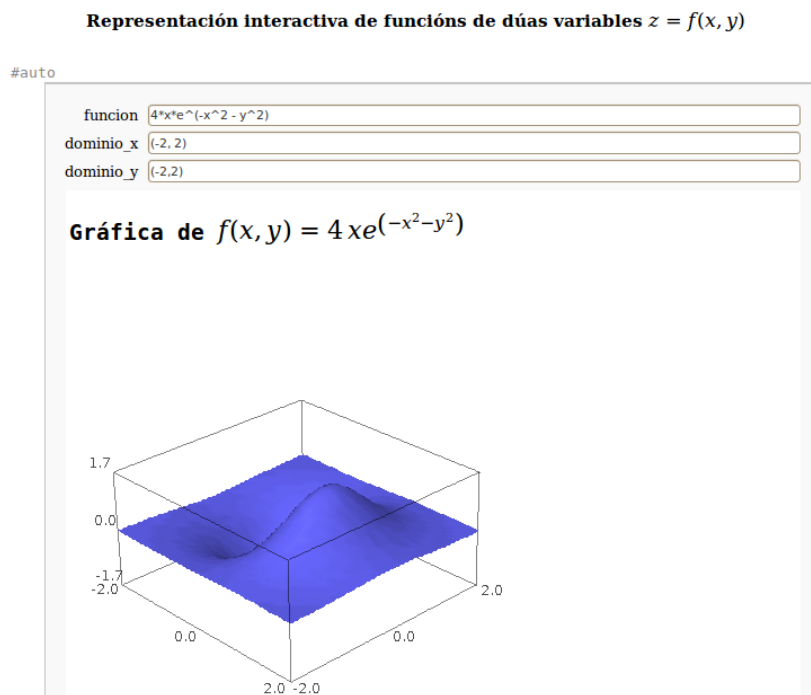 Representación interactiva de funcións de dúas variables z = f(x, y)
#auto
funcion 4*x*e^(-x^2 - y^2)
dominio_x (-2, 2)
dominio_y (-2,2)
Gráfica de f(x, y) = 4 xe^(−x²−y²)
1.7
0.0
-1.7
-2.0
2.0
0.0
0.0
2.0 -2.0